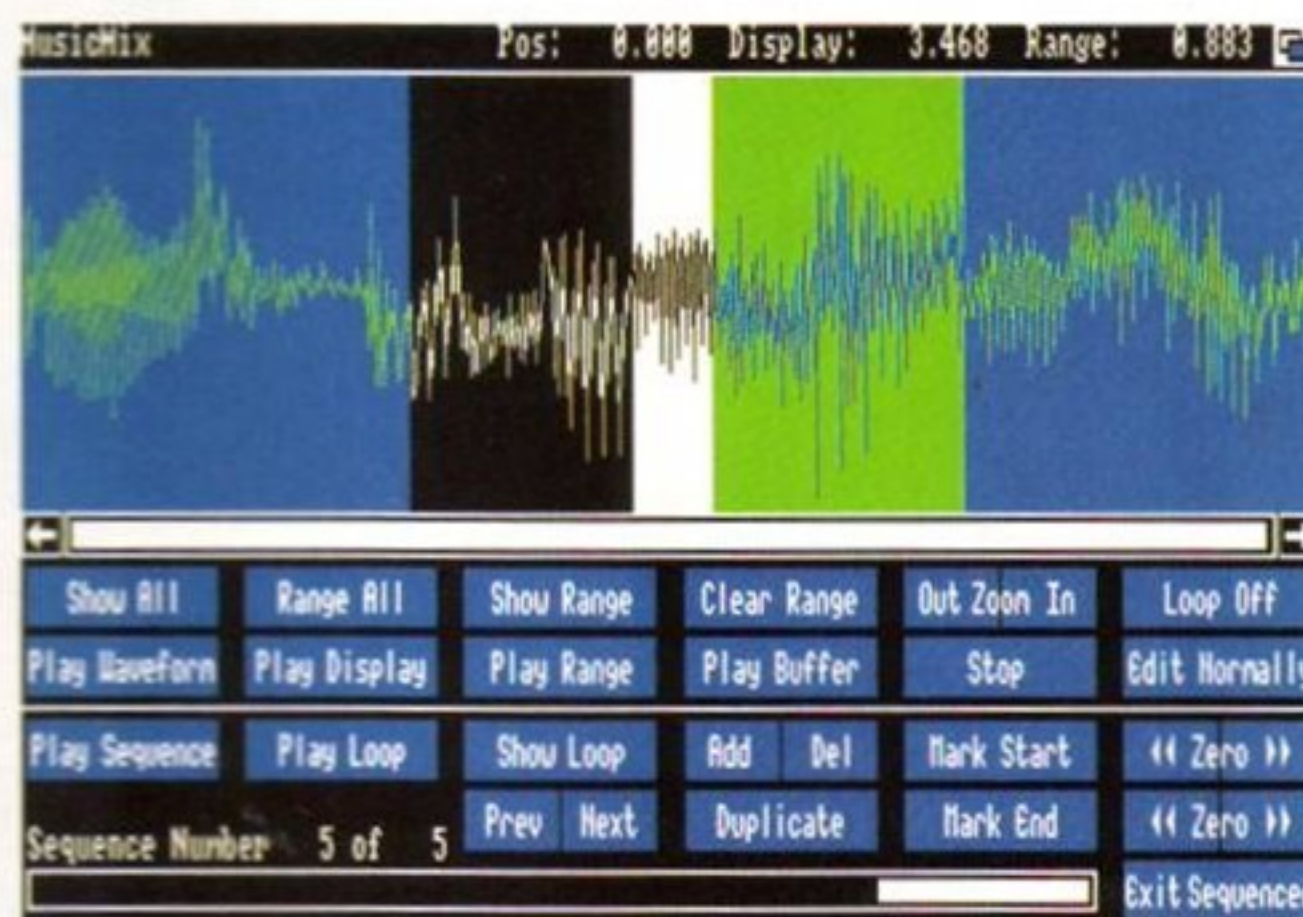 MusicMix Pos: 0.000 Display: 3.468 Range: 0.883
Show All Range All Show Range Clear Range Out Zoom In Loop Off
Play Waveform Play Display Play Range Play Buffer Stop Edit Normally
Play Sequence Play Loop Show Loop Add Del Mark Start ‹‹ Zero ››
Prev Next Duplicate Mark End ‹‹ Zero ››
Sequence Number 5 of 5
Exit Sequence